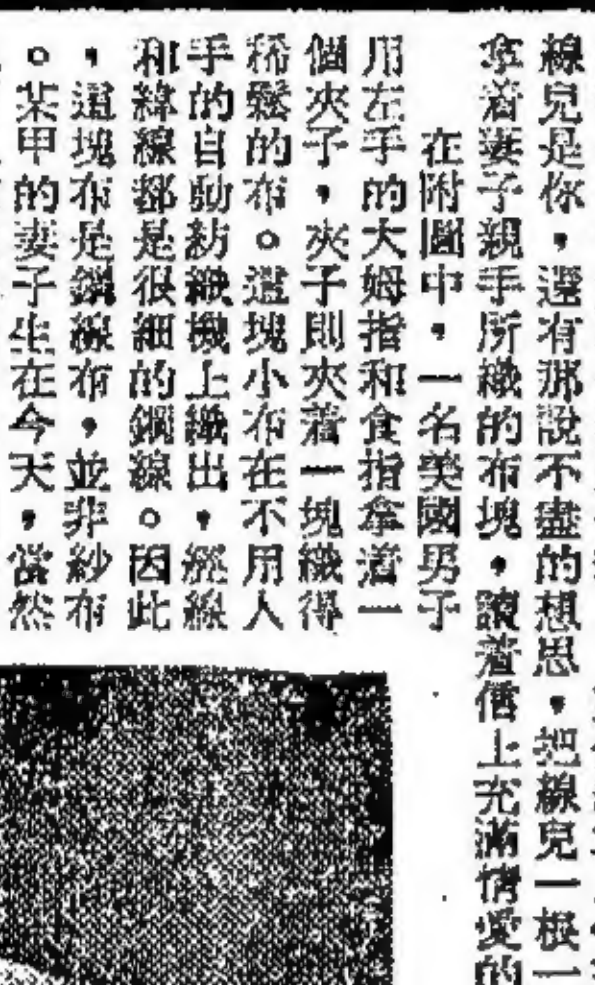 線兒是你，還有那說不盡的想思，把線兒一根一
拿着妻子親手所織的布塊，讀着信上充滿情愛的
在附圖中，一名美國男子
用左手的大姆指和食指拿着一
個夾子，夾子則夾着一塊織得
稀鬆的布。這塊小布在不用人
手的自動紡織機上織出，經線
和緯線都是很細的鋼線。因此
，這塊布是鋼線布，並非紗布
。某甲的妻子生在今天，當然